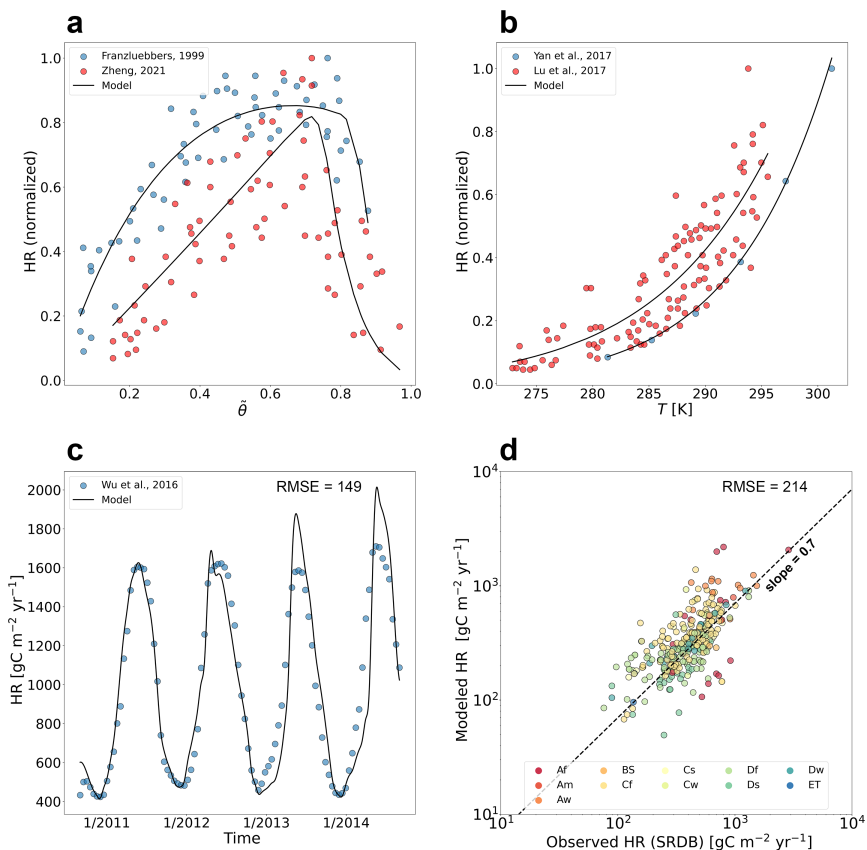 a
Franzluebbers, 1999
Zheng, 2021
Model
HR (normalized)
1.0
0.8
0.6
0.4
0.2
0.0
0.2
0.4
0.6
0.8
1.0
θ̃
b
Yan et al., 2017
Lu et al., 2017
Model
HR (normalized)
1.0
0.8
0.6
0.4
0.2
0.0
275
280
285
290
295
300
T [K]
c
Wu et al., 2016
Model
RMSE = 149
HR [gC m⁻² yr⁻¹]
2000
1800
1600
1400
1200
1000
800
600
400
1/2011
1/2012
1/2013
1/2014
Time
d
RMSE = 214
slope = 0.7
Modeled HR [gC m⁻² yr⁻¹]
10⁴
10³
10²
10¹
Af
Am
Aw
BS
Cf
Cs
Cw
Df
Ds
Dw
ET
10¹
10²
10³
10⁴
Observed HR (SRDB) [gC m⁻² yr⁻¹]